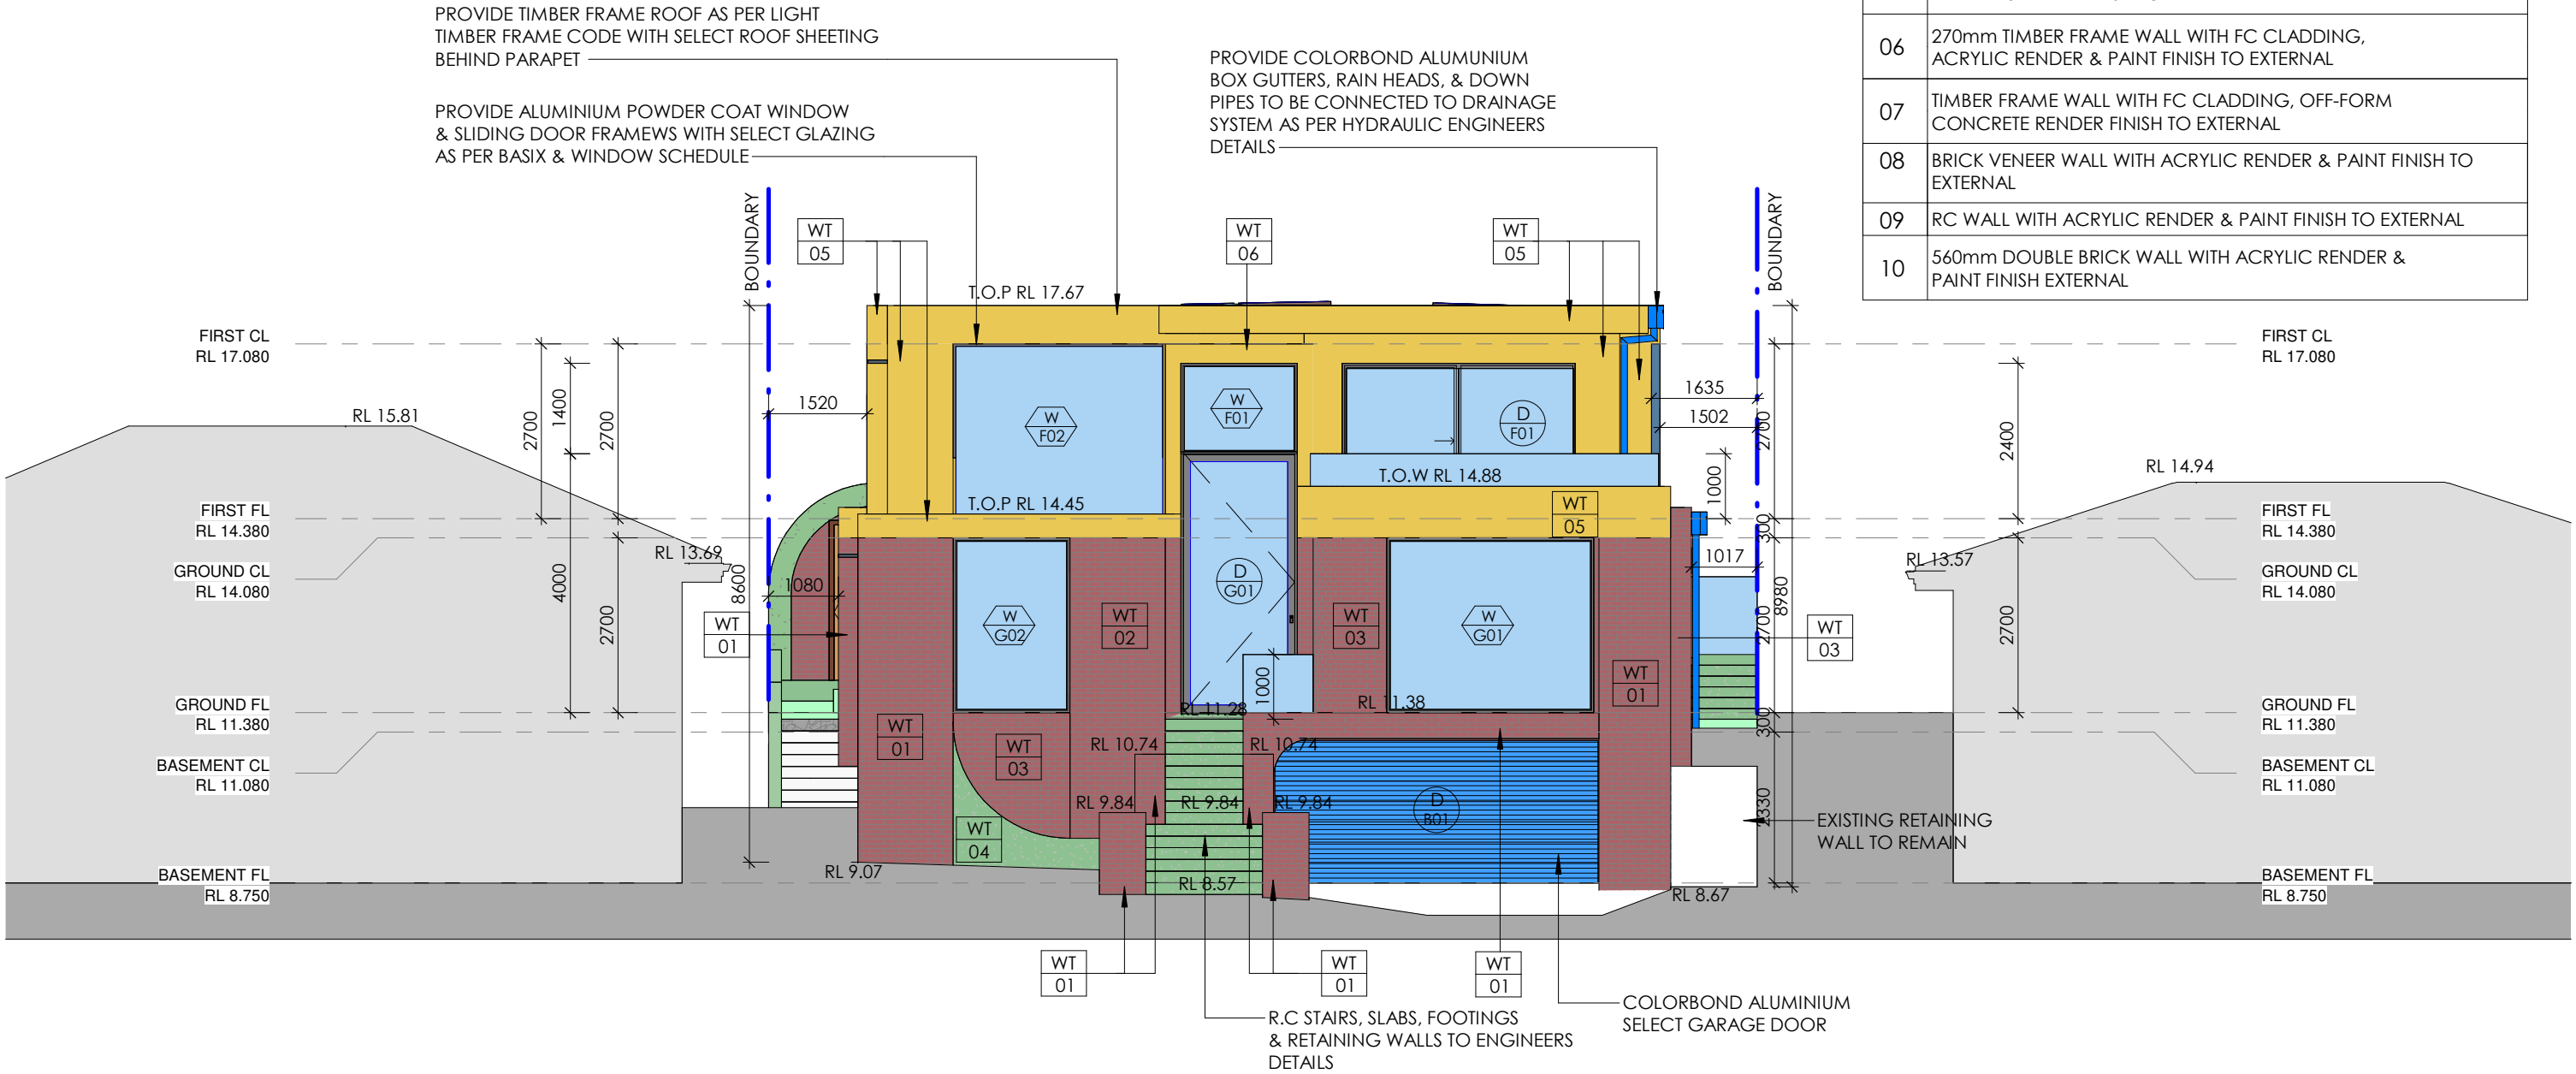 PROVIDE TIMBER FRAME ROOF AS PER LIGHT
TIMBER FRAME CODE WITH SELECT ROOF SHEETING
BEHIND PARAPET
PROVIDE ALUMINIUM POWDER COAT WINDOW
& SLIDING DOOR FRAMEWS WITH SELECT GLAZING
AS PER BASIX & WINDOW SCHEDULE
PROVIDE COLORBOND ALUMUNIUM
BOX GUTTERS, RAIN HEADS, & DOWN
PIPES TO BE CONNECTED TO DRAINAGE
SYSTEM AS PER HYDRAULIC ENGINEERS
DETAILS
06
270mm TIMBER FRAME WALL WITH FC CLADDING,
ACRYLIC RENDER & PAINT FINISH TO EXTERNAL
07
TIMBER FRAME WALL WITH FC CLADDING, OFF-FORM
CONCRETE RENDER FINISH TO EXTERNAL
08
BRICK VENEER WALL WITH ACRYLIC RENDER & PAINT FINISH TO
EXTERNAL
09
RC WALL WITH ACRYLIC RENDER & PAINT FINISH TO EXTERNAL
10
560mm DOUBLE BRICK WALL WITH ACRYLIC RENDER &
PAINT FINISH EXTERNAL
BOUNDARY
WT
05
WT
06
WT
05
BOUNDARY
T.O.P RL 17.67
FIRST CL
RL 17.080
FIRST CL
RL 17.080
RL 15.81
2700
1400
2700
1520
W
F02
W
F01
D
F01
1635
1502
2700
2400
RL 14.94
T.O.W RL 14.88
1000
T.O.P RL 14.45
WT
05
FIRST FL
RL 14.380
FIRST FL
RL 14.380
300
RL 13.69
1017
RL 13.57
GROUND CL
RL 14.080
GROUND CL
RL 14.080
4000
2700
8600
1080
D
G01
8980
2700
2700
WT
01
W
G02
WT
02
WT
03
W
G01
WT
03
WT
01
1000
GROUND FL
RL 11.380
RL 11.28
RL 11.38
GROUND FL
RL 11.380
300
WT
01
WT
03
RL 10.74
RL 10.74
BASEMENT CL
RL 11.080
BASEMENT CL
RL 11.080
RL 9.84
RL 9.84
RL 9.84
D
B01
2330
EXISTING RETAINING
WALL TO REMAIN
WT
04
RL 9.07
RL 8.57
RL 8.67
BASEMENT FL
RL 8.750
BASEMENT FL
RL 8.750
WT
01
WT
01
WT
01
R.C STAIRS, SLABS, FOOTINGS
& RETAINING WALLS TO ENGINEERS
DETAILS
COLORBOND ALUMINIUM
SELECT GARAGE DOOR